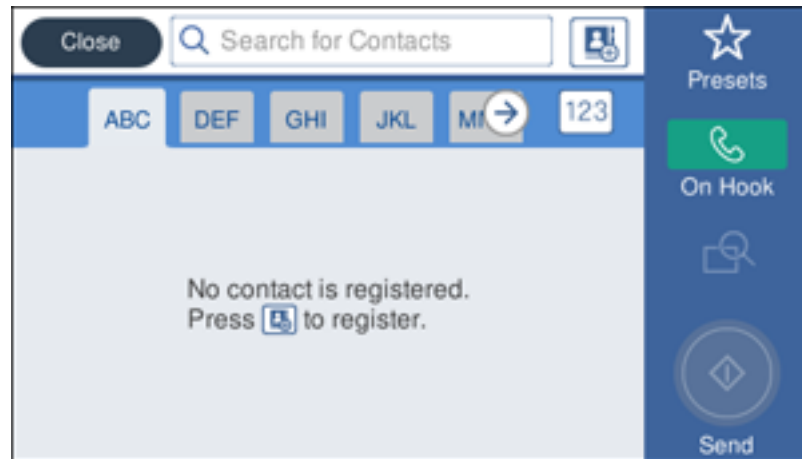 Close
Search for Contacts
Presets
ABC
DEF
GHI
JKL
123
On Hook
No contact is registered.
Press to register.
Send